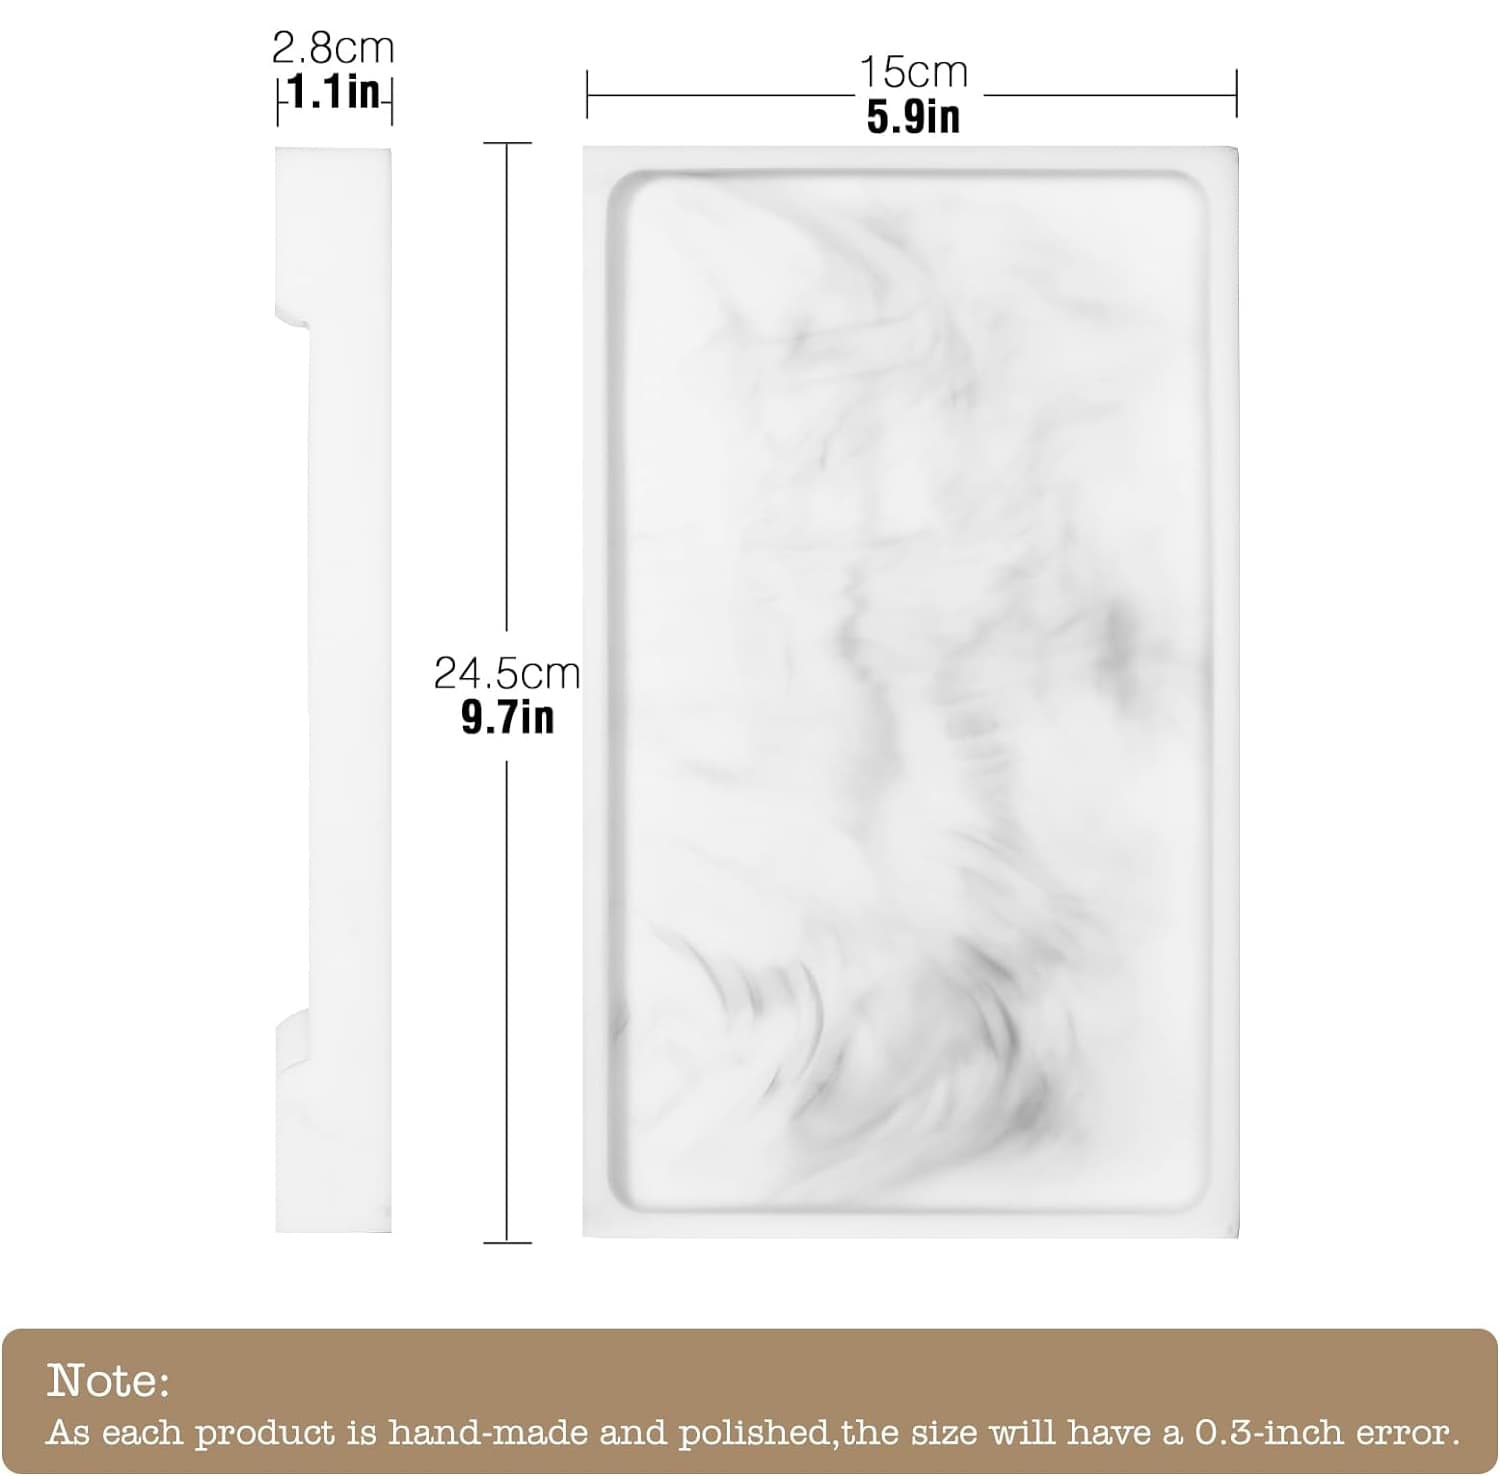 2.8cm
1.1in
15cm
5.9in
24.5cm
9.7in
Note:
As each product is hand-made and polished,the size will have a 0.3-inch error.